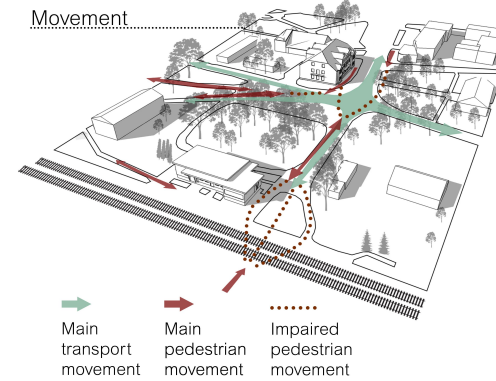 Movement
Main
transport
movement
Main
pedestrian
movement
Impaired
pedestrian
movement